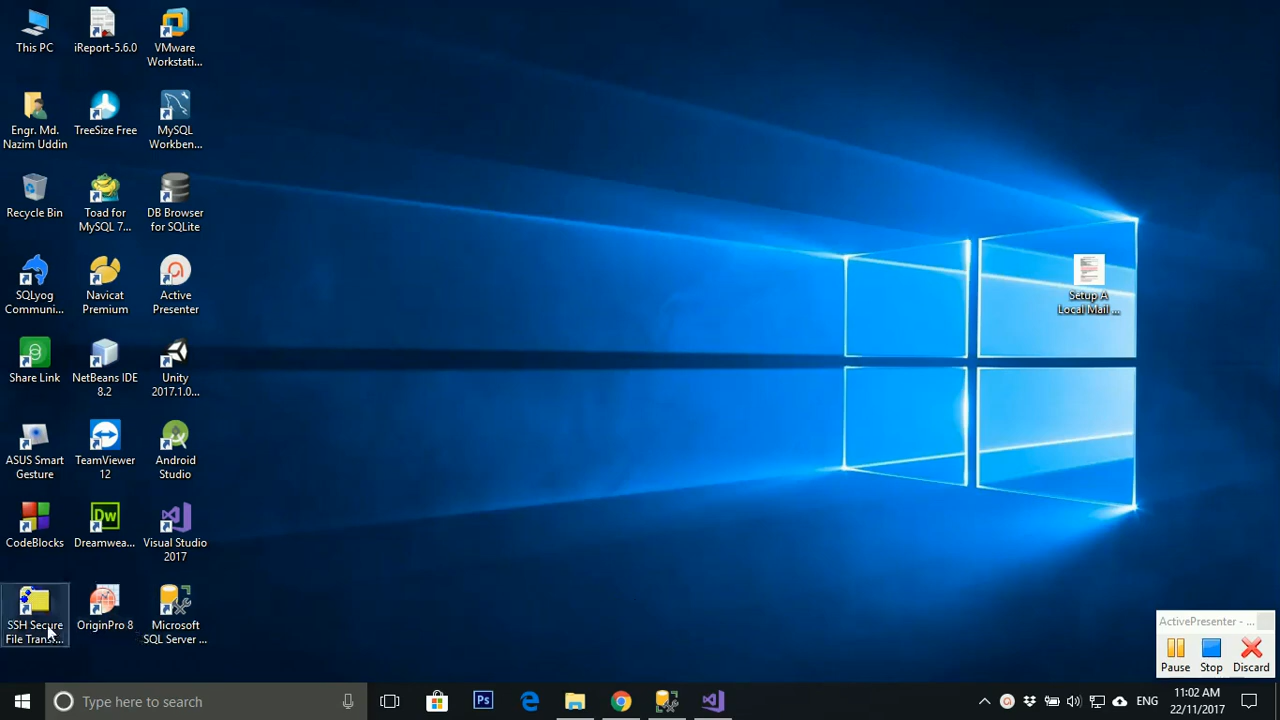 This PC
iReport-5.6.0
VMware
Workstati...
Engr. Md.
Nazim Uddin
TreeSize Free
MySQL
Workben...
Recycle Bin
Toad for
MySQL 7...
DB Browser
for SQLite
SQLyog
Communi...
Navicat
Premium
Active
Presenter
Share Link
NetBeans IDE
8.2
Unity
2017.1.0...
ASUS Smart
Gesture
TeamViewer
12
Android
Studio
CodeBlocks
Dw
Dreamwea...
Visual Studio
2017
SSH Secure
File Transf...
OriginPro 8
Microsoft
SQL Server ...
Setup A
Local Mail ...
ActivePresenter - ...
Pause
Stop
Discard
Type here to search
Ps
ENG
11:02 AM
22/11/2017